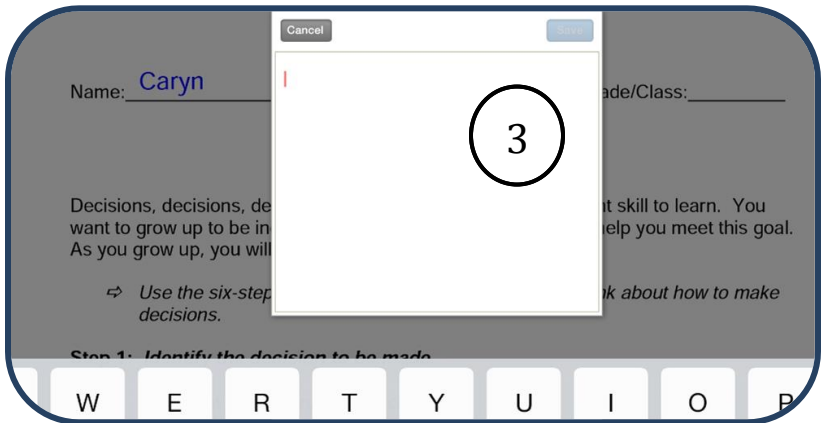 Cancel Save
Name: Caryn ade/Class:
3
Decisions, decisions, de t skill to learn. You
want to grow up to be in elp you meet this goal.
As you grow up, you will
⇨ Use the six-step k about how to make
decisions.
Step 1: Identify the decision to be made
W E R T Y U I O P